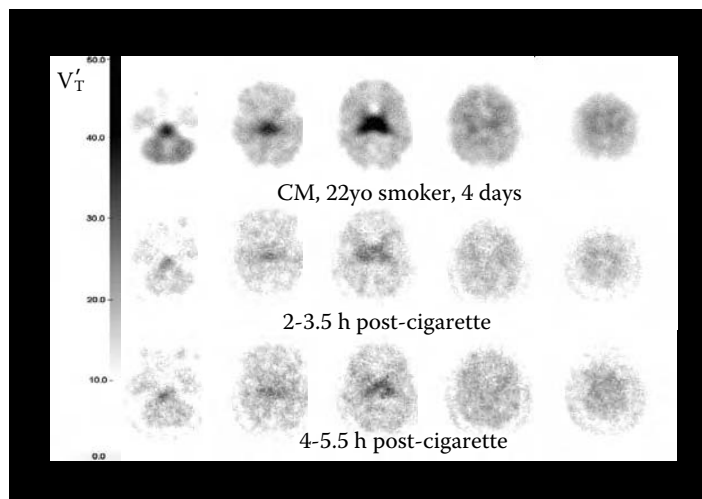 V′T
50.0
40.0
CM, 22yo smoker, 4 days
30.0
20.0
2-3.5 h post-cigarette
10.0
4-5.5 h post-cigarette
0.0